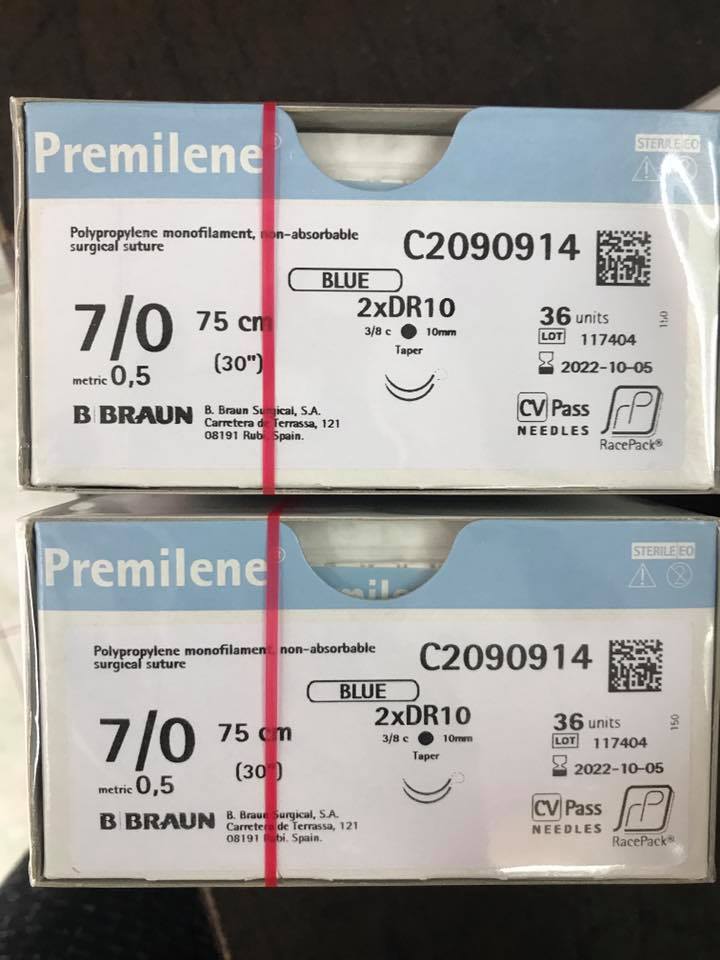 Premilene®
STERILE EO
Polypropylene monofilament, non-absorbable
surgical suture
C2090914
BLUE
7/0 75 cm
(30")
metric 0,5
2xDR10
3/8 c 10mm
Taper
36 units
150
LOT 117404
2022-10-05
CV Pass
NEEDLES
RacePack®
B BRAUN
B. Braun Surgical, S.A.
Carretera de Terrassa, 121
08191 Rubi. Spain.
Premilene®
STERILE EO
Polypropylene monofilament, non-absorbable
surgical suture
C2090914
BLUE
7/0 75 cm
(30")
metric 0,5
2xDR10
3/8 c 10mm
Taper
36 units
150
LOT 117404
2022-10-05
CV Pass
NEEDLES
RacePack®
B BRAUN
B. Braun Surgical, S.A.
Carretera de Terrassa, 121
08191 Rubi. Spain.